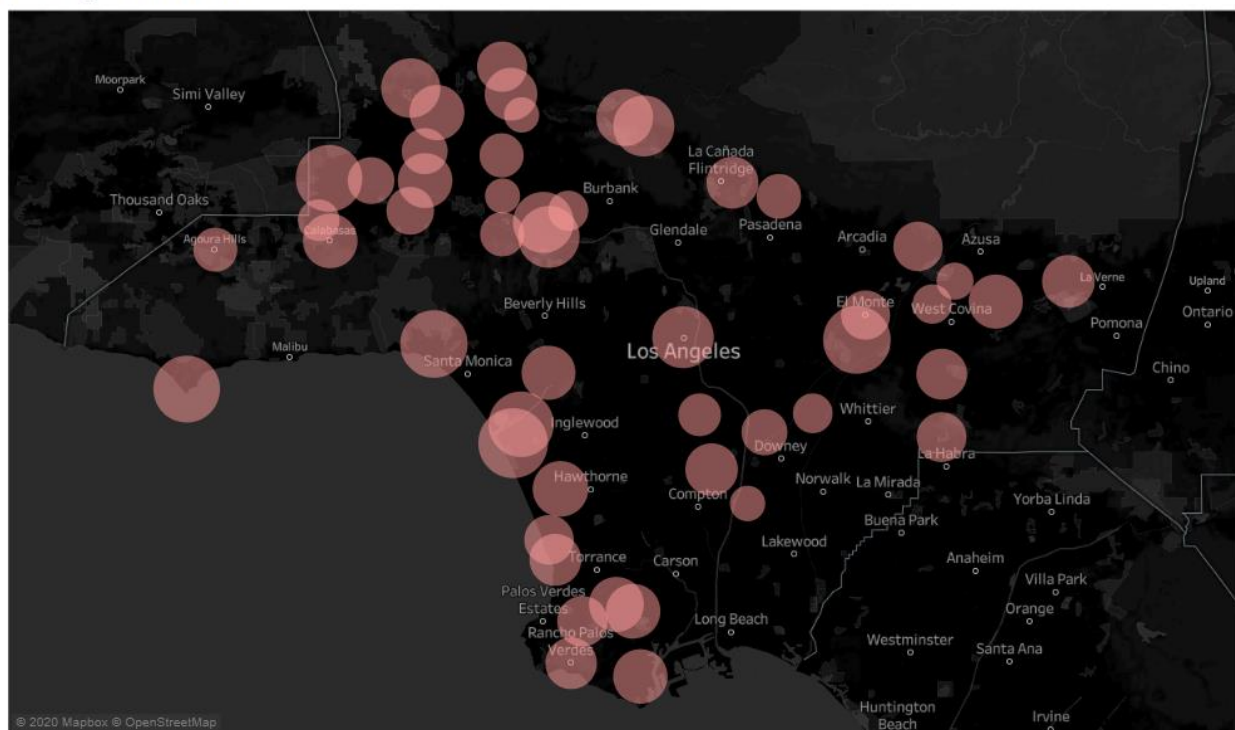 Moorpark
Simi Valley
La Cañada
Flintridge
Thousand Oaks
Burbank
Agoura Hills
Calabasas
Glendale
Pasadena
Arcadia
Azusa
La Verne
Upland
Ontario
Beverly Hills
El Monte
West Covina
Pomona
Malibu
Santa Monica
Los Angeles
Chino
Inglewood
Whittier
Downey
La Habra
Hawthorne
Compton
Norwalk
La Mirada
Yorba Linda
Buena Park
Torrance
Carson
Lakewood
Anaheim
Villa Park
Palos Verdes
Estates
Orange
Rancho Palos
Verdes
Long Beach
Westminster
Santa Ana
Huntington
Beach
Irvine
© 2020 Mapbox © OpenStreetMap